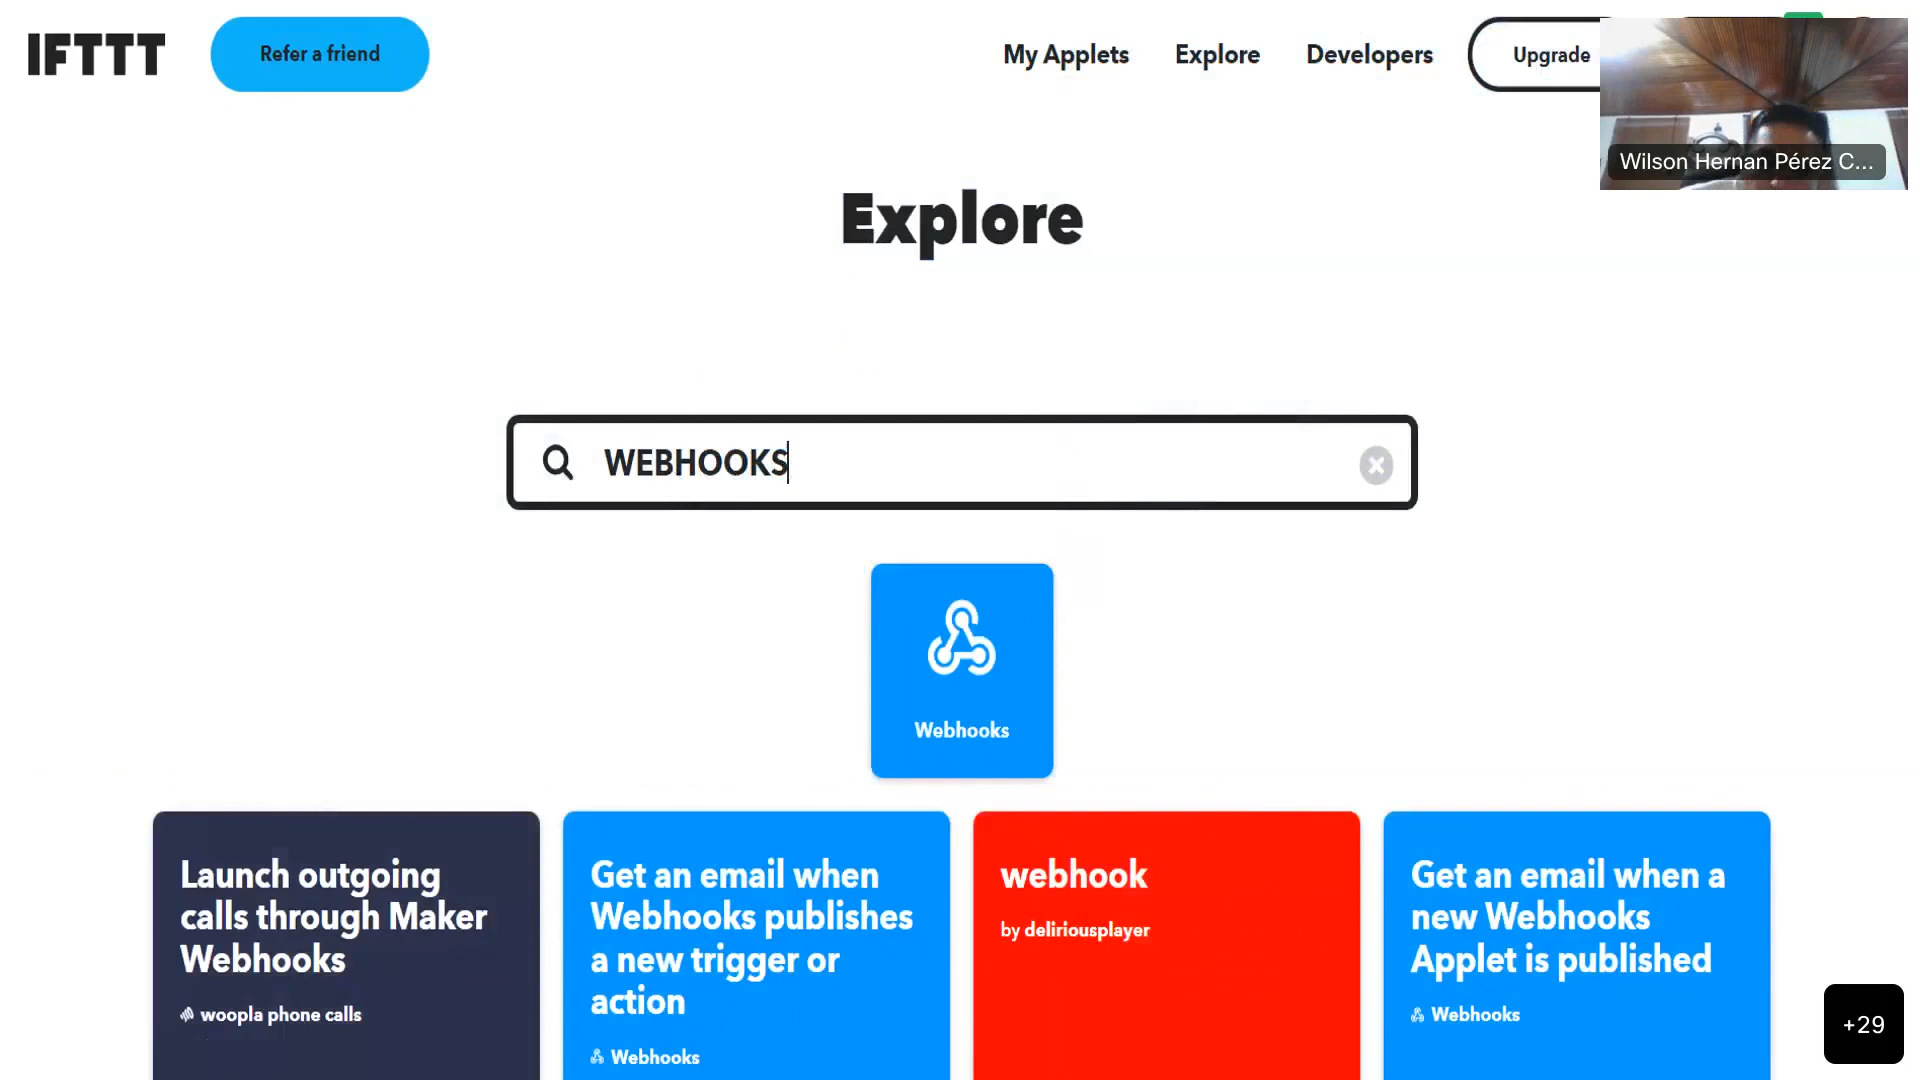 IFTTT
Refer a friend
My Applets
Explore
Developers
Upgrade
Wilson Hernan Pérez C...
Explore
WEBHOOKS
Webhooks
Launch outgoing
calls through Maker
Webhooks
woopla phone calls
Get an email when
Webhooks publishes
a new trigger or
action
Webhooks
webhook
by deliriousplayer
Get an email when a
new Webhooks
Applet is published
Webhooks
+29